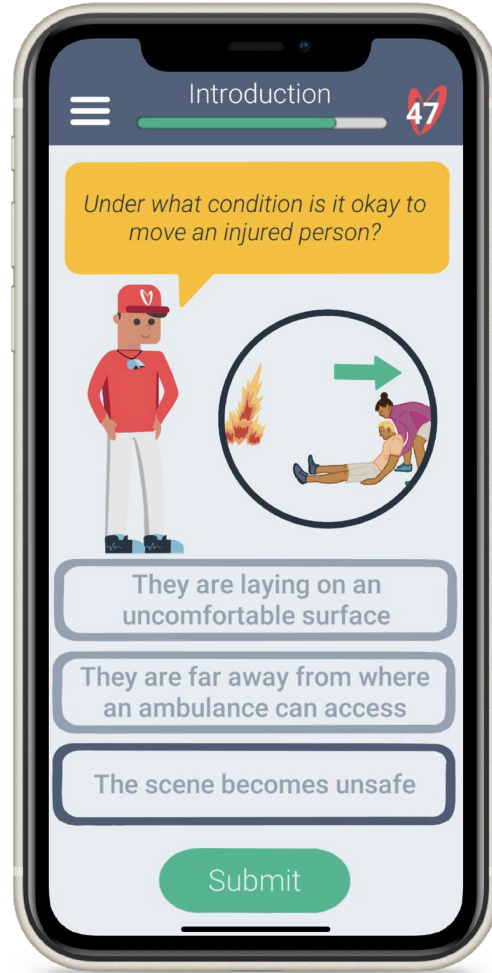 Introduction
47
Under what condition is it okay to
move an injured person?
They are laying on an
uncomfortable surface
They are far away from where
an ambulance can access
The scene becomes unsafe
Submit